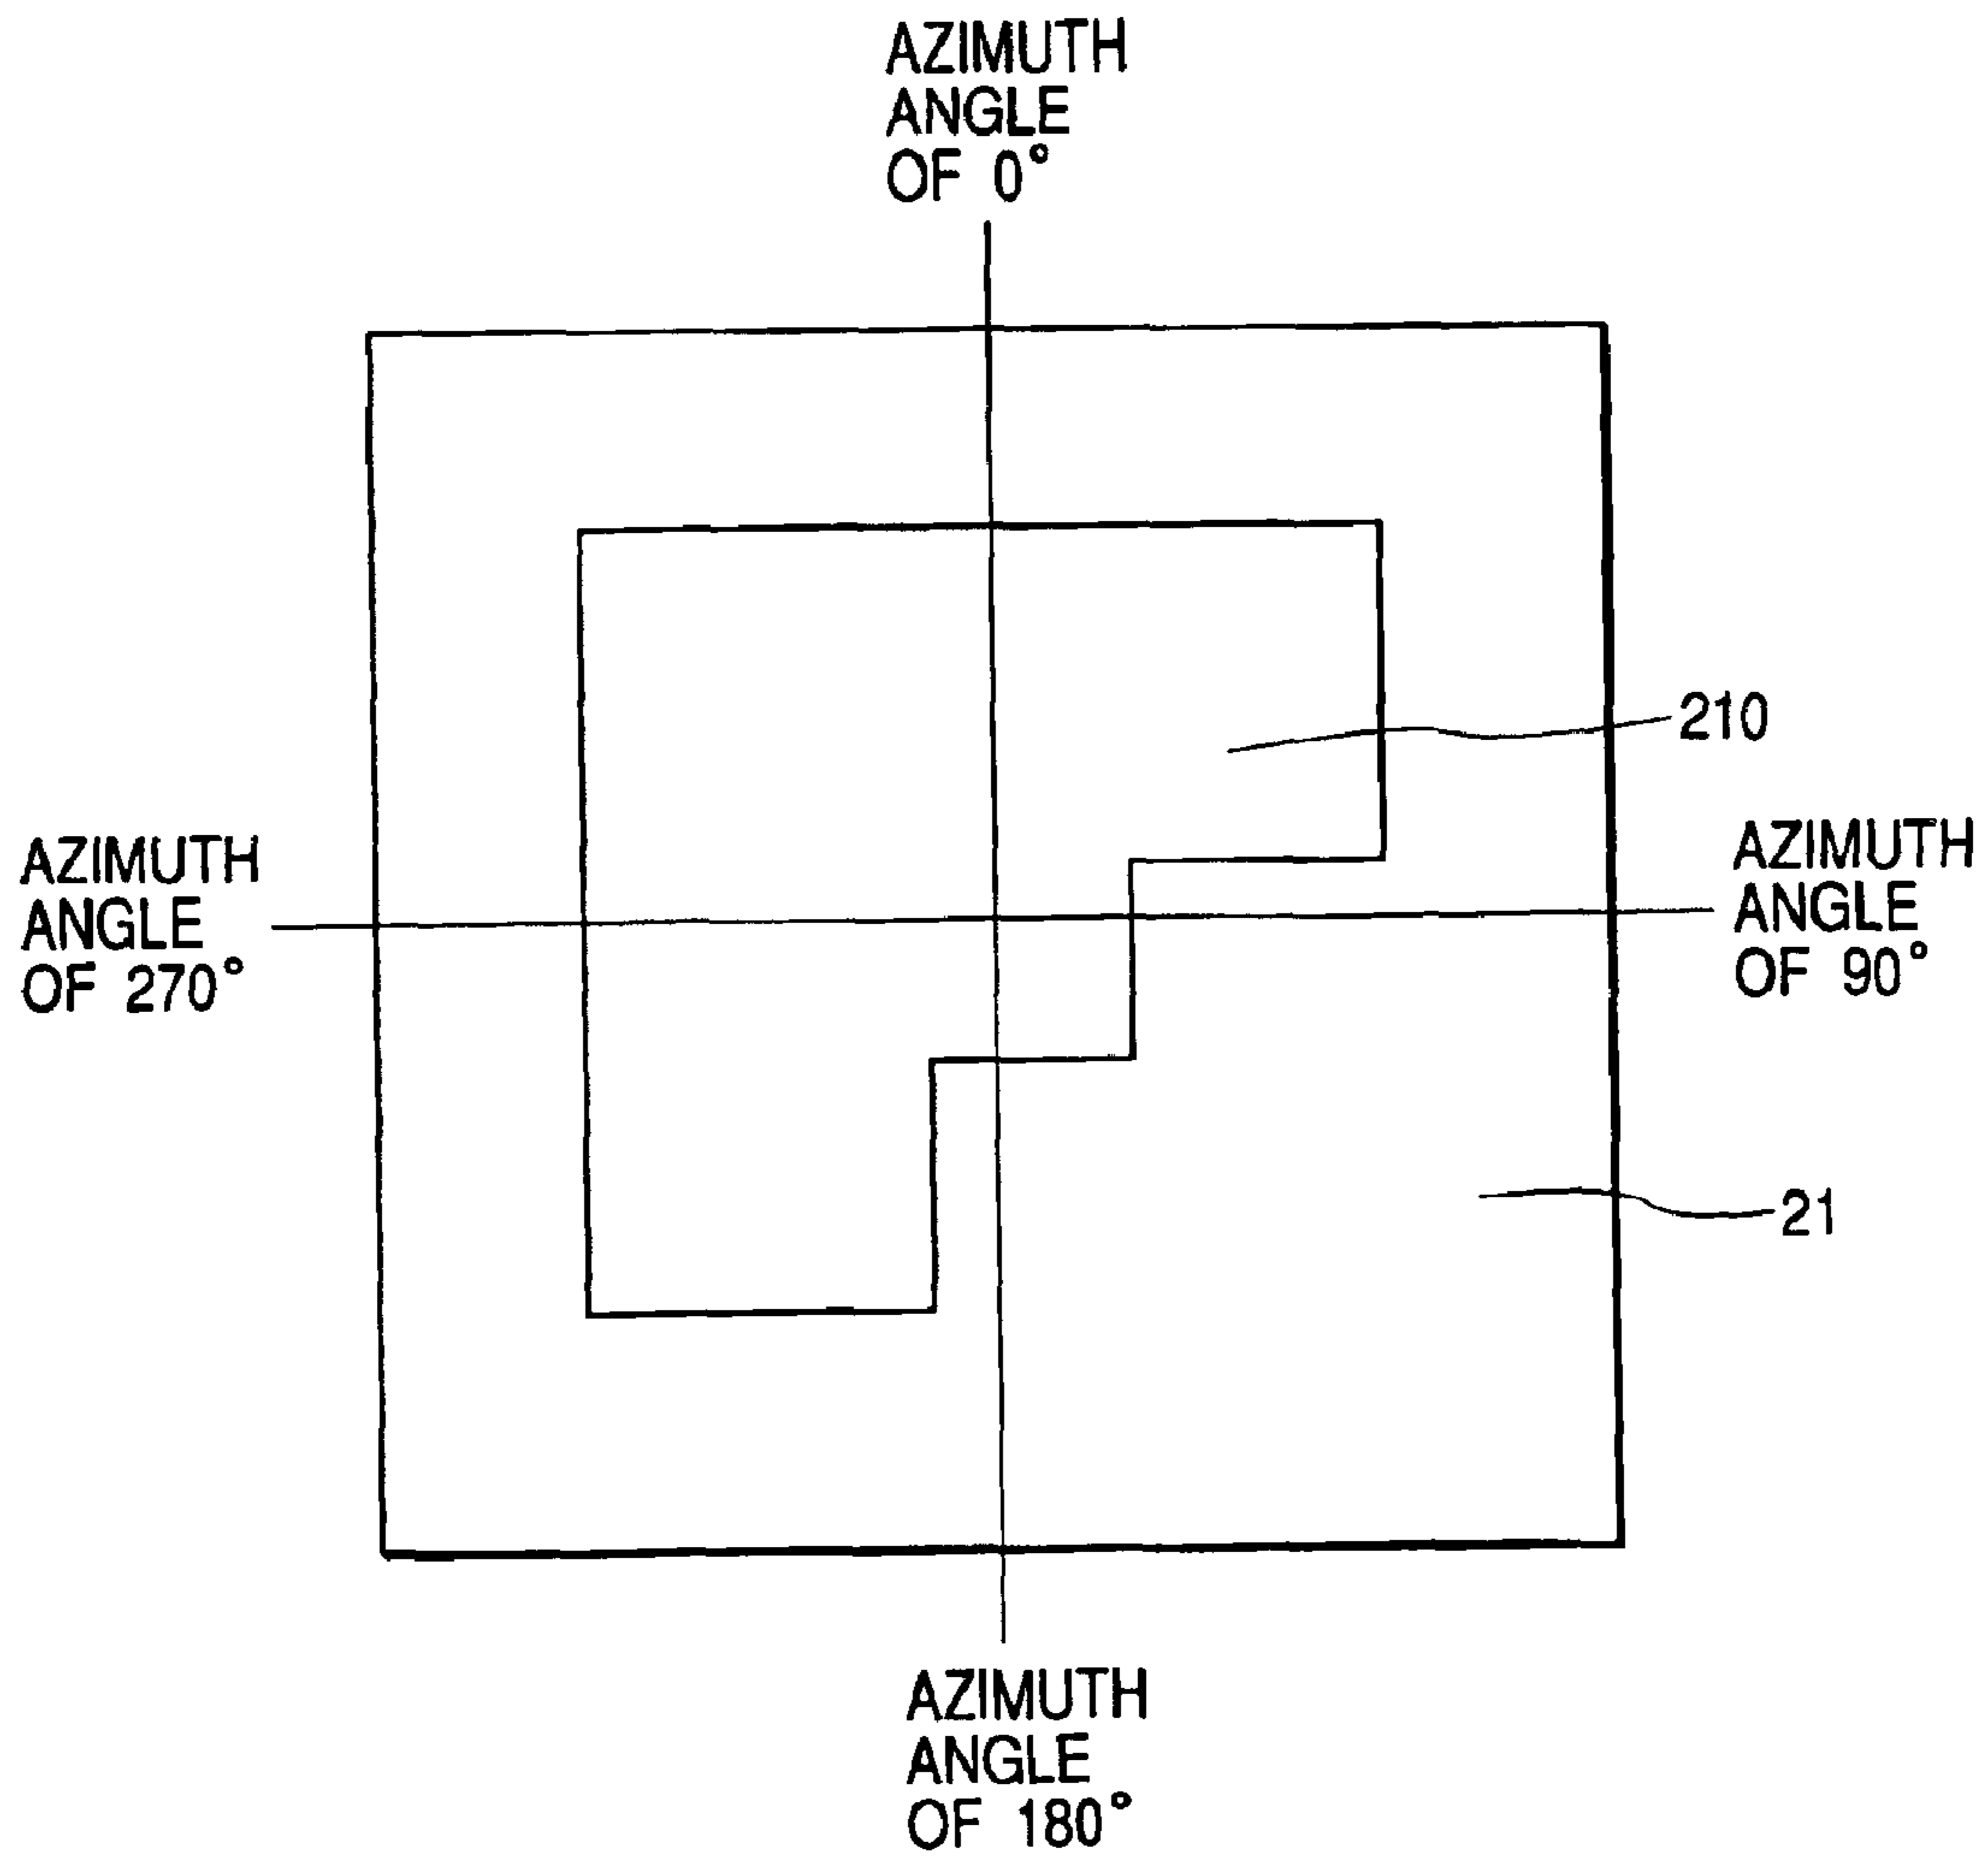 AZIMUTH
ANGLE
OF 0°
210
AZIMUTH
ANGLE
OF 270°
AZIMUTH
ANGLE
OF 90°
21
AZIMUTH
ANGLE
OF 180°